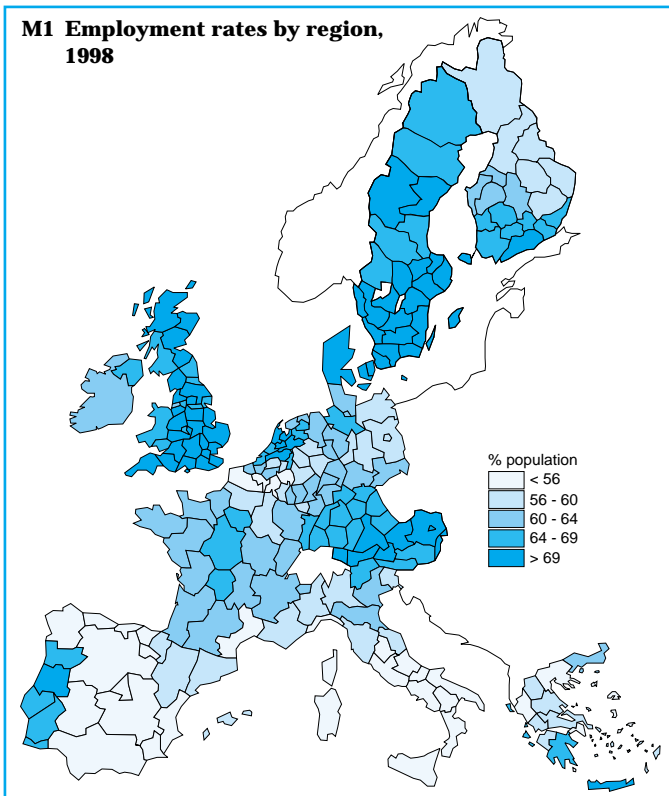 M1 Employment rates by region,
1998
% population
< 56
56 - 60
60 - 64
64 - 69
> 69